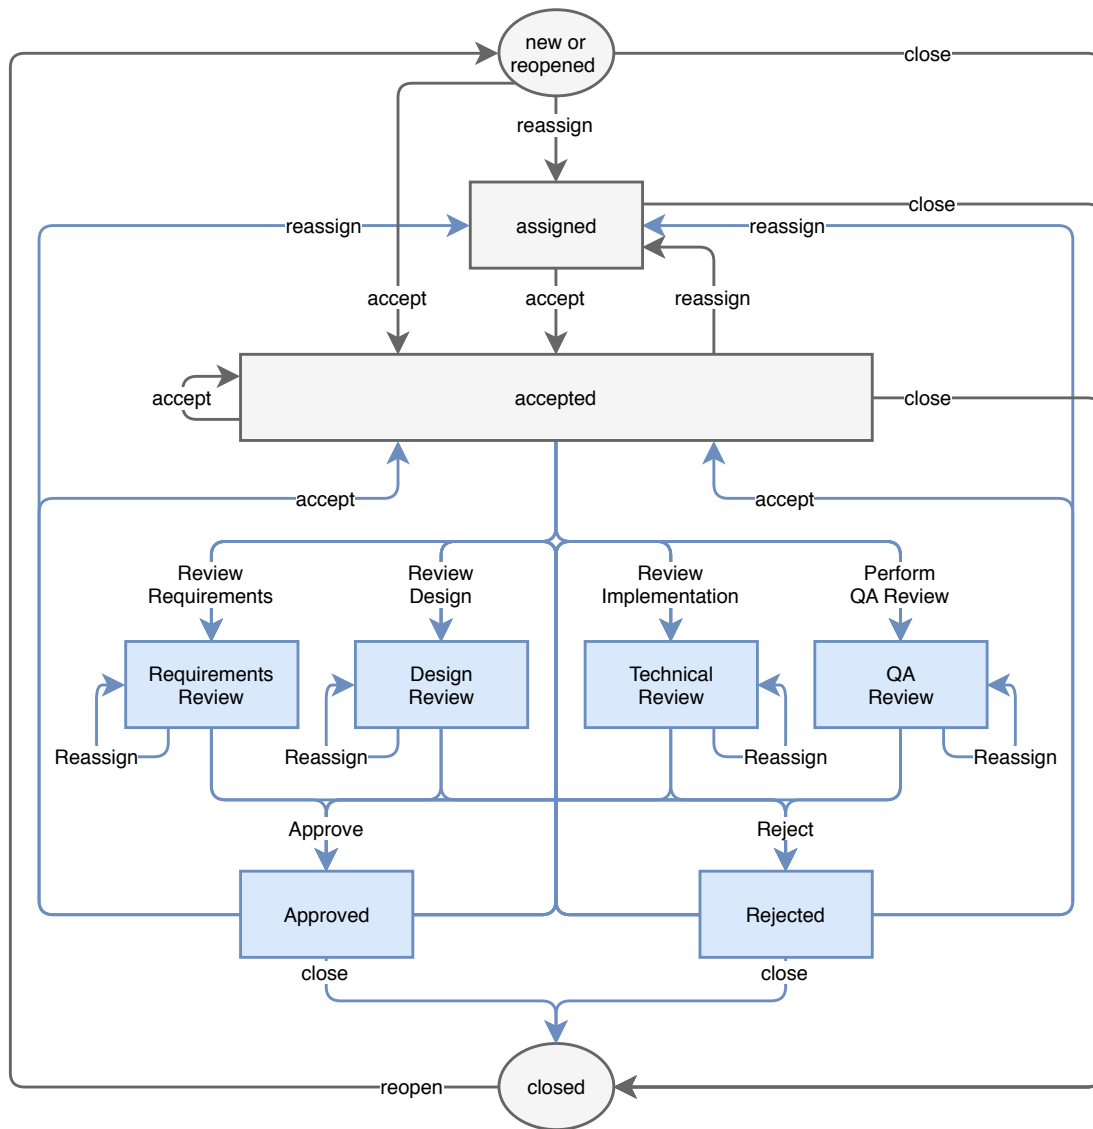 new or
reopened
close
reassign
assigned
close
reassign
reassign
accept
accept
reassign
accepted
accept
close
accept
accept
Review
Requirements
Review
Design
Review
Implementation
Perform
QA Review
Requirements
Review
Design
Review
Technical
Review
QA
Review
Reassign
Reassign
Reassign
Reassign
Approve
Reject
Approved
Rejected
close
close
closed
reopen